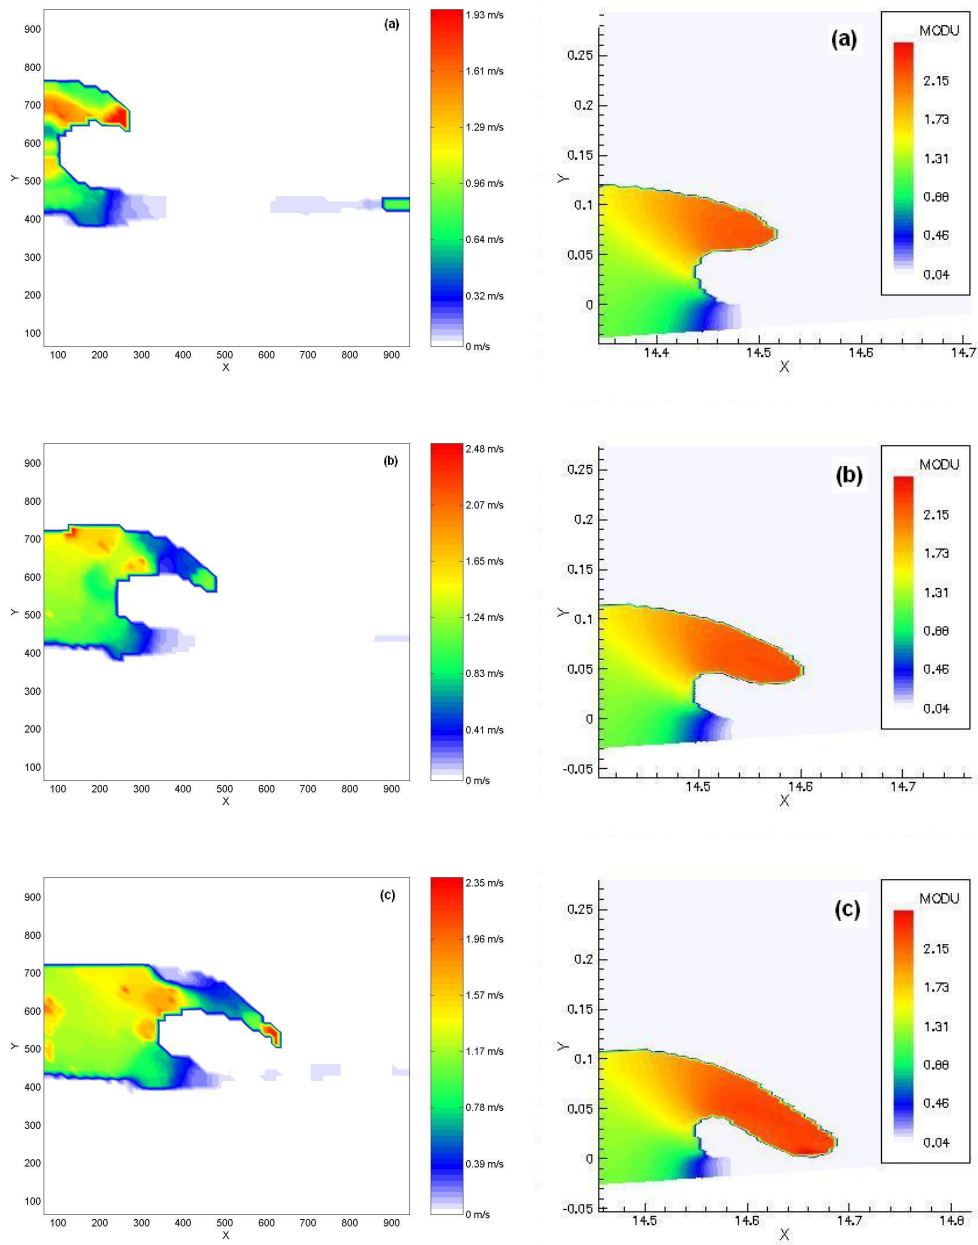 (a)
1.93 m/s
1.61 m/s
1.29 m/s
0.96 m/s
0.64 m/s
0.32 m/s
0 m/s
900
800
700
600
500
400
300
200
100
Y
100 200 300 400 500 600 700 800 900
X
(a)
MODU
2.15
1.73
1.31
0.88
0.46
0.04
0.25
0.2
0.15
0.1
0.05
0
Y
14.4 14.5 14.6 14.7
X
(b)
2.48 m/s
2.07 m/s
1.65 m/s
1.24 m/s
0.83 m/s
0.41 m/s
0 m/s
900
800
700
600
500
400
300
200
100
Y
100 200 300 400 500 600 700 800 900
X
(b)
MODU
2.15
1.73
1.31
0.88
0.46
0.04
0.25
0.2
0.15
0.1
0.05
0
-0.05
Y
14.5 14.6 14.7
X
(c)
2.35 m/s
1.96 m/s
1.57 m/s
1.17 m/s
0.78 m/s
0.39 m/s
0 m/s
900
800
700
600
500
400
300
200
100
Y
100 200 300 400 500 600 700 800 900
X
(c)
MODU
2.15
1.73
1.31
0.88
0.46
0.04
0.25
0.2
0.15
0.1
0.05
0
-0.05
Y
14.5 14.6 14.7 14.8
X